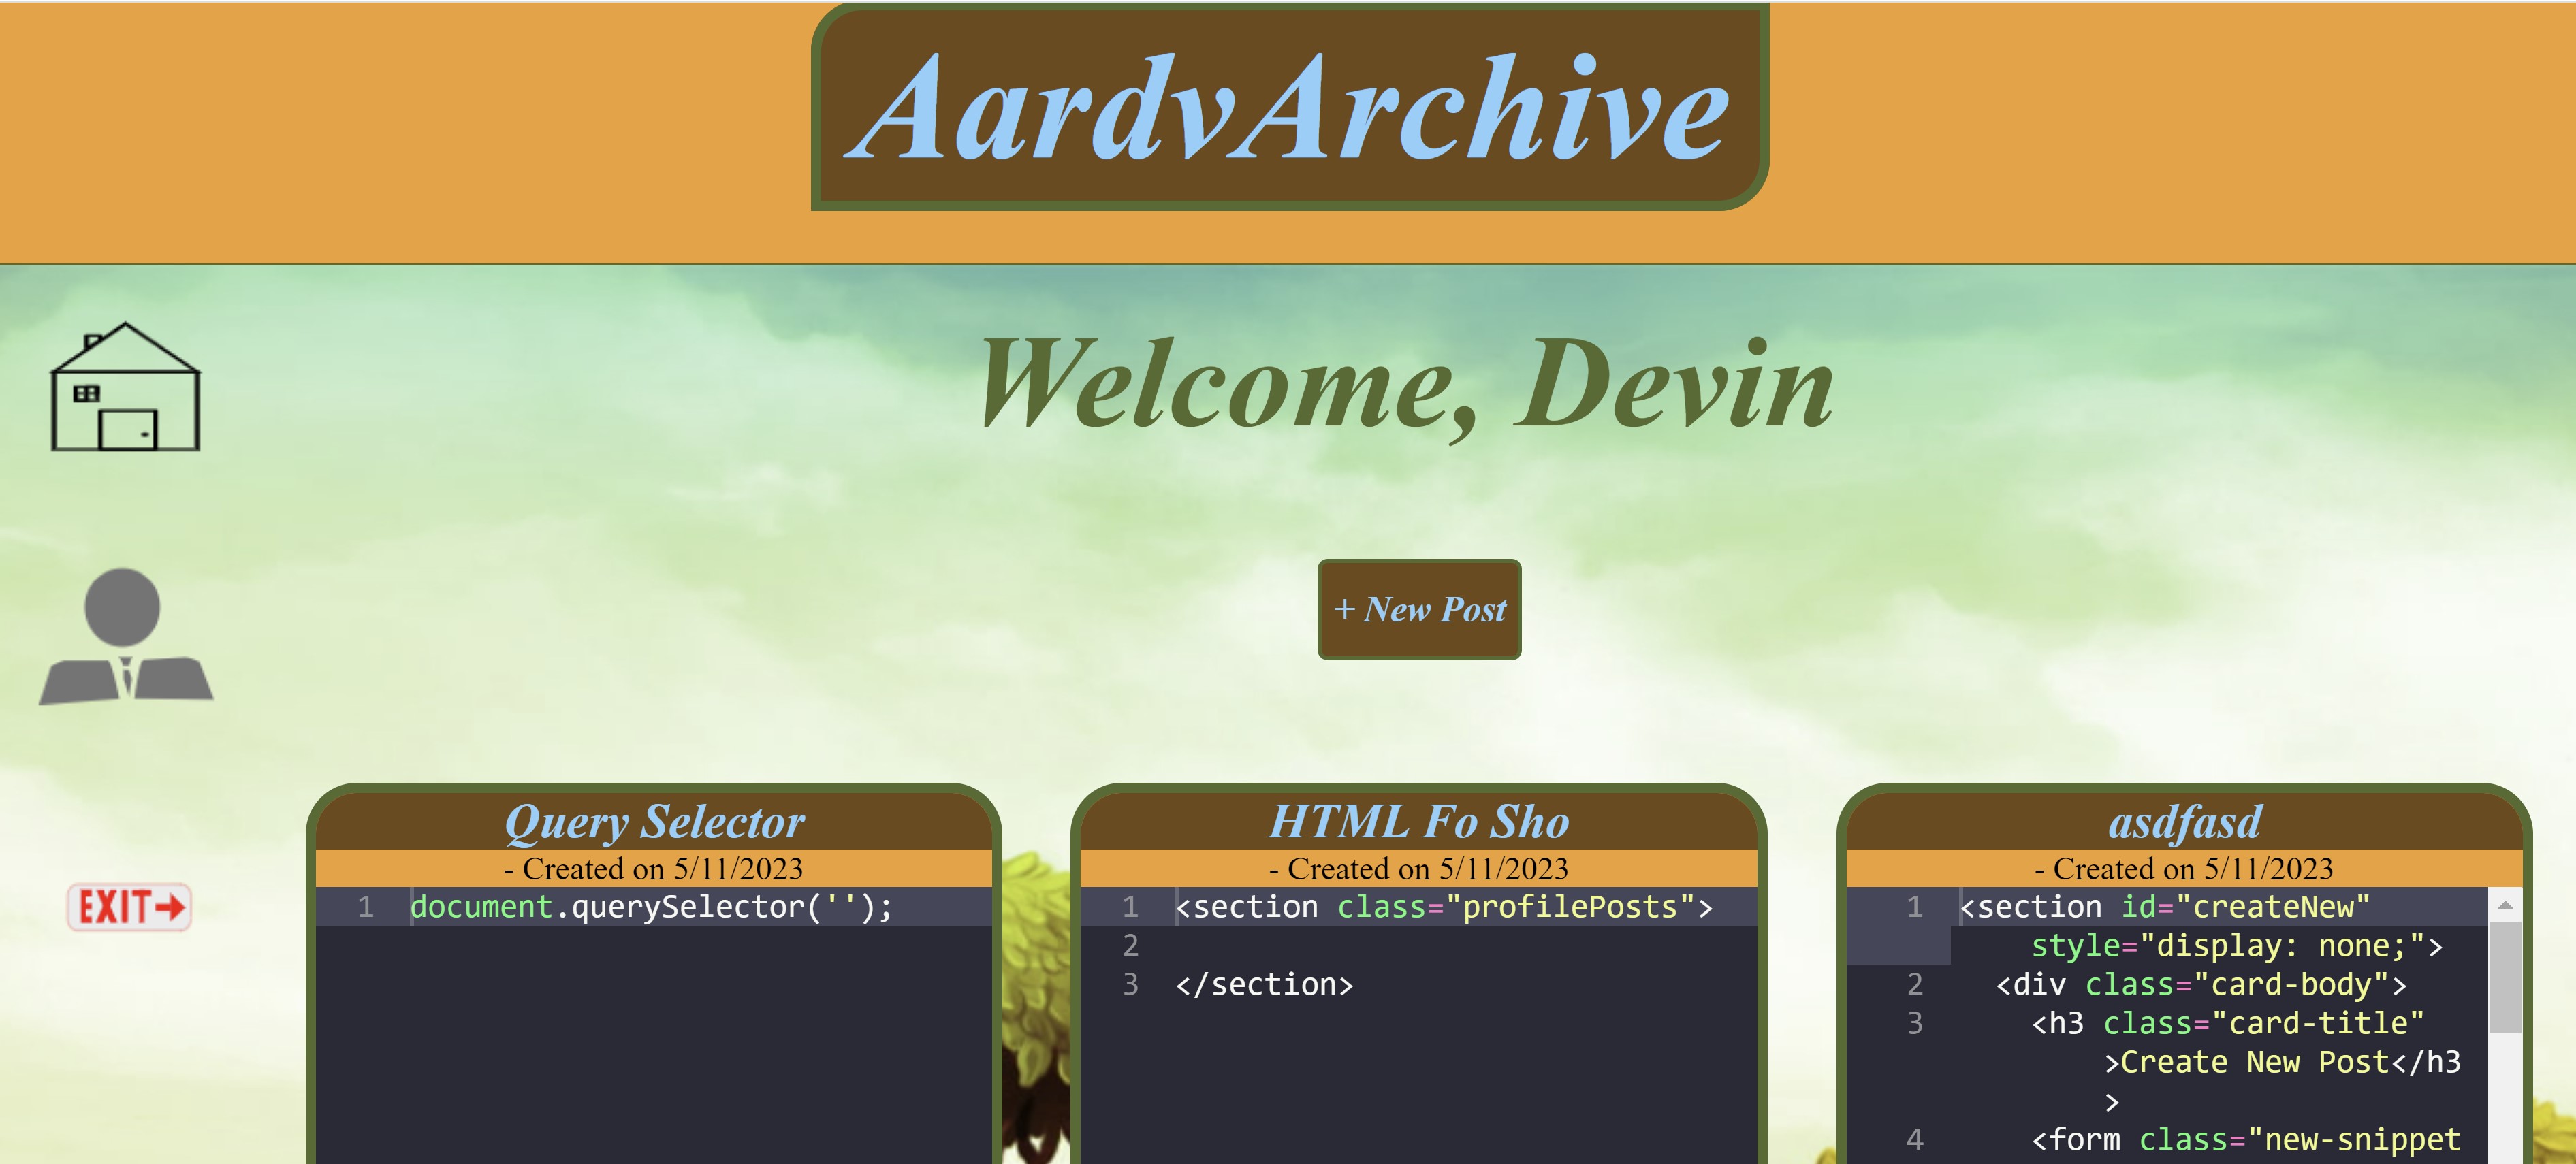 AardvArchive
Welcome, Devin
+ New Post
EXIT→
Query Selector
- Created on 5/11/2023
1 document.querySelector('');
HTML Fo Sho
- Created on 5/11/2023
1 <section class="profilePosts">
2
3 </section>
asdfasd
- Created on 5/11/2023
1 <section id="createNew"
style="display: none;">
2 <div class="card-body">
3 <h3 class="card-title"
>Create New Post</h3
>
4 <form class="new-snippet